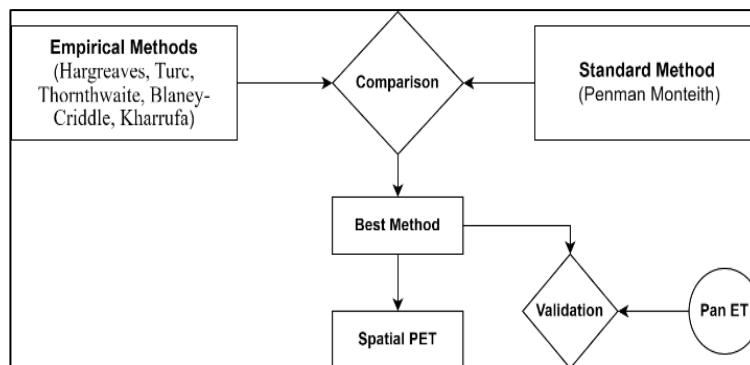 Empirical Methods
(Hargreaves, Turc,
Thornthwaite, Blaney-
Criddle, Kharrufa)
Comparison
Standard Method
(Penman Monteith)
Best Method
Spatial PET
Validation
Pan ET